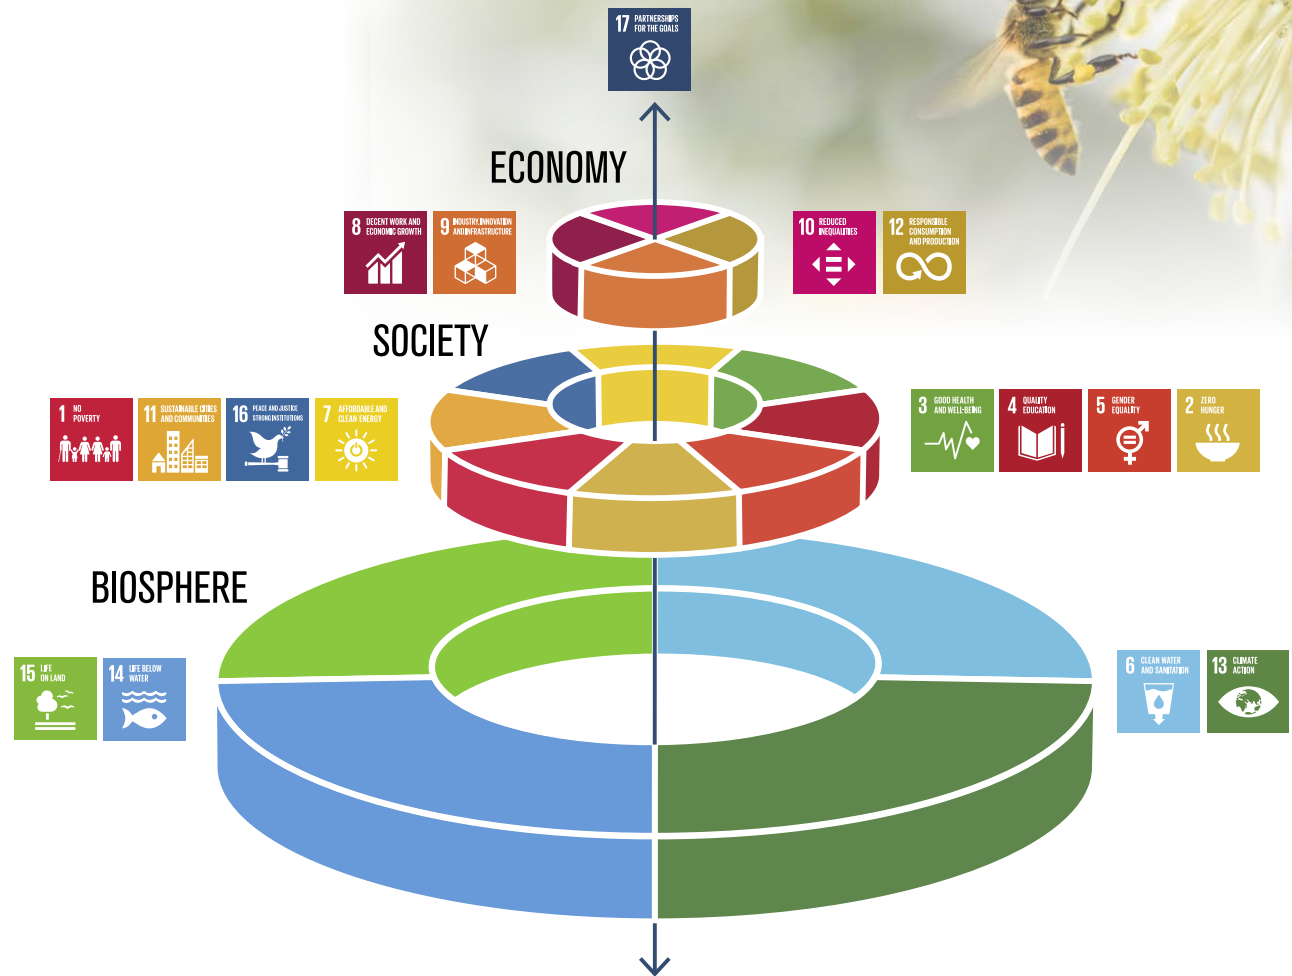 17 PARTNERSHIPS
FOR THE GOALS
ECONOMY
8 DECENT WORK AND
ECONOMIC GROWTH
9 INDUSTRY, INNOVATION
AND INFRASTRUCTURE
10 REDUCED
INEQUALITIES
12 RESPONSIBLE
CONSUMPTION
AND PRODUCTION
SOCIETY
1 NO
POVERTY
11 SUSTAINABLE CITIES
AND COMMUNITIES
16 PEACE AND JUSTICE
STRONG INSTITUTIONS
7 AFFORDABLE AND
CLEAN ENERGY
3 GOOD HEALTH
AND WELL-BEING
4 QUALITY
EDUCATION
5 GENDER
EQUALITY
2 ZERO
HUNGER
BIOSPHERE
15 LIFE
ON LAND
14 LIFE BELOW
WATER
6 CLEAN WATER
AND SANITATION
13 CLIMATE
ACTION